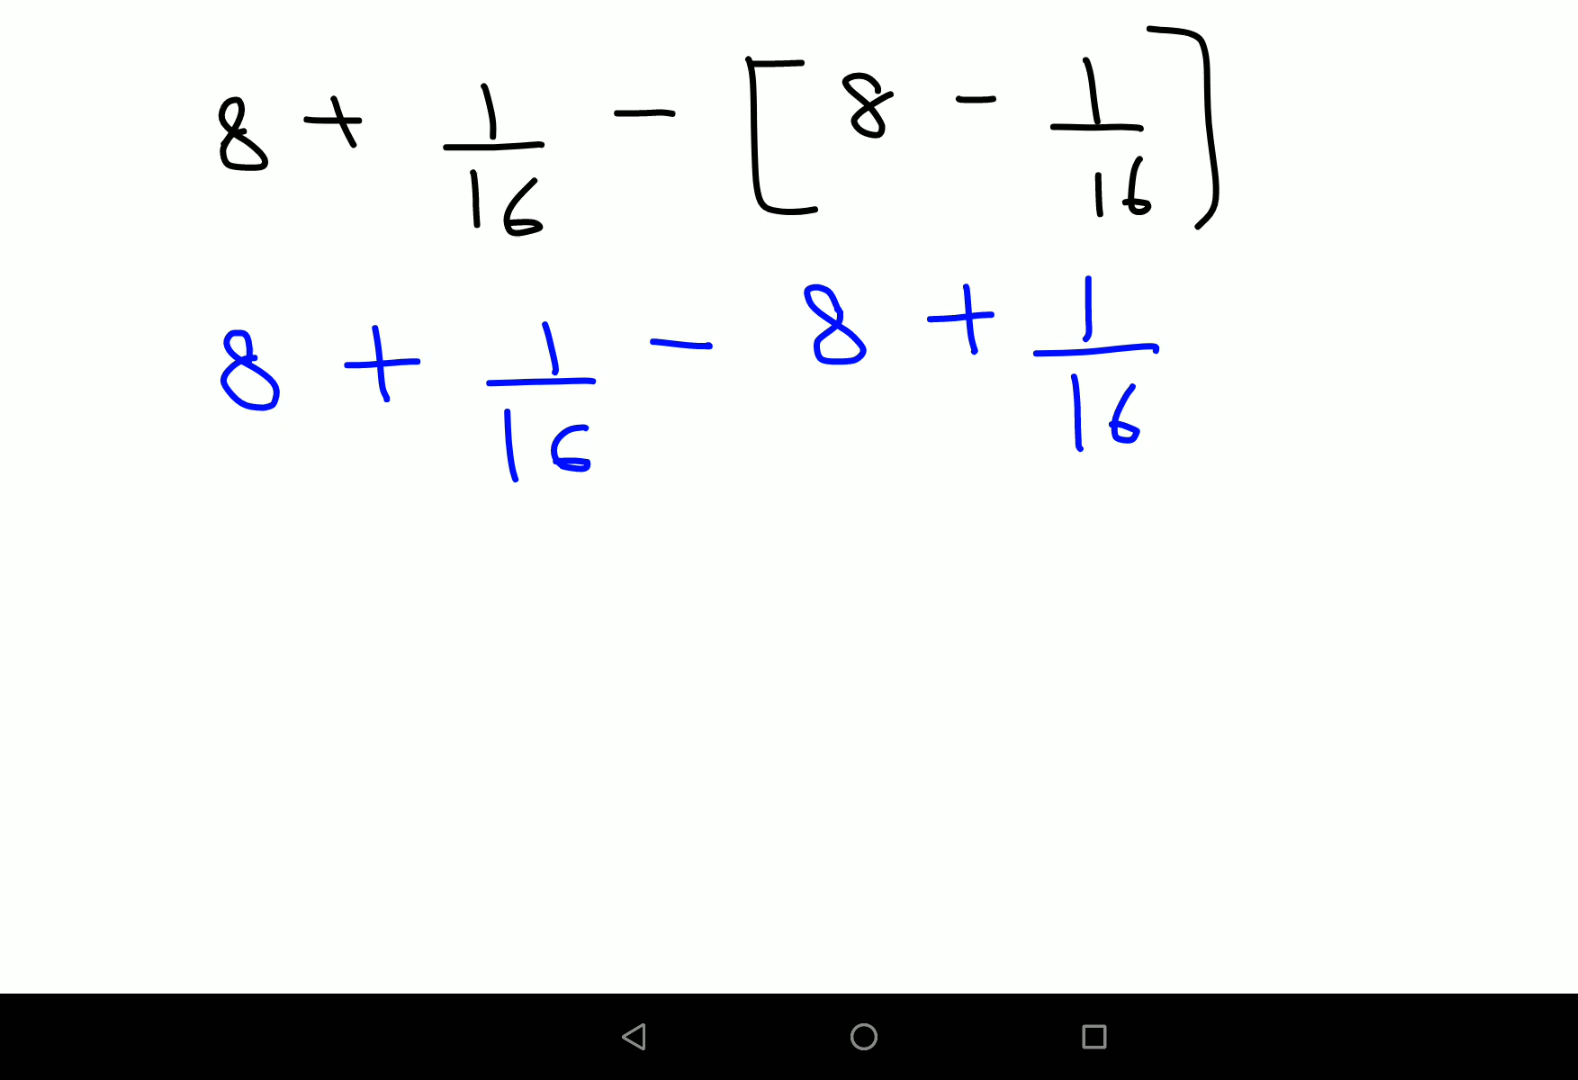 8 + 1/16 - [8 - 1/16]
8 + 1/16 - 8 + 1/16